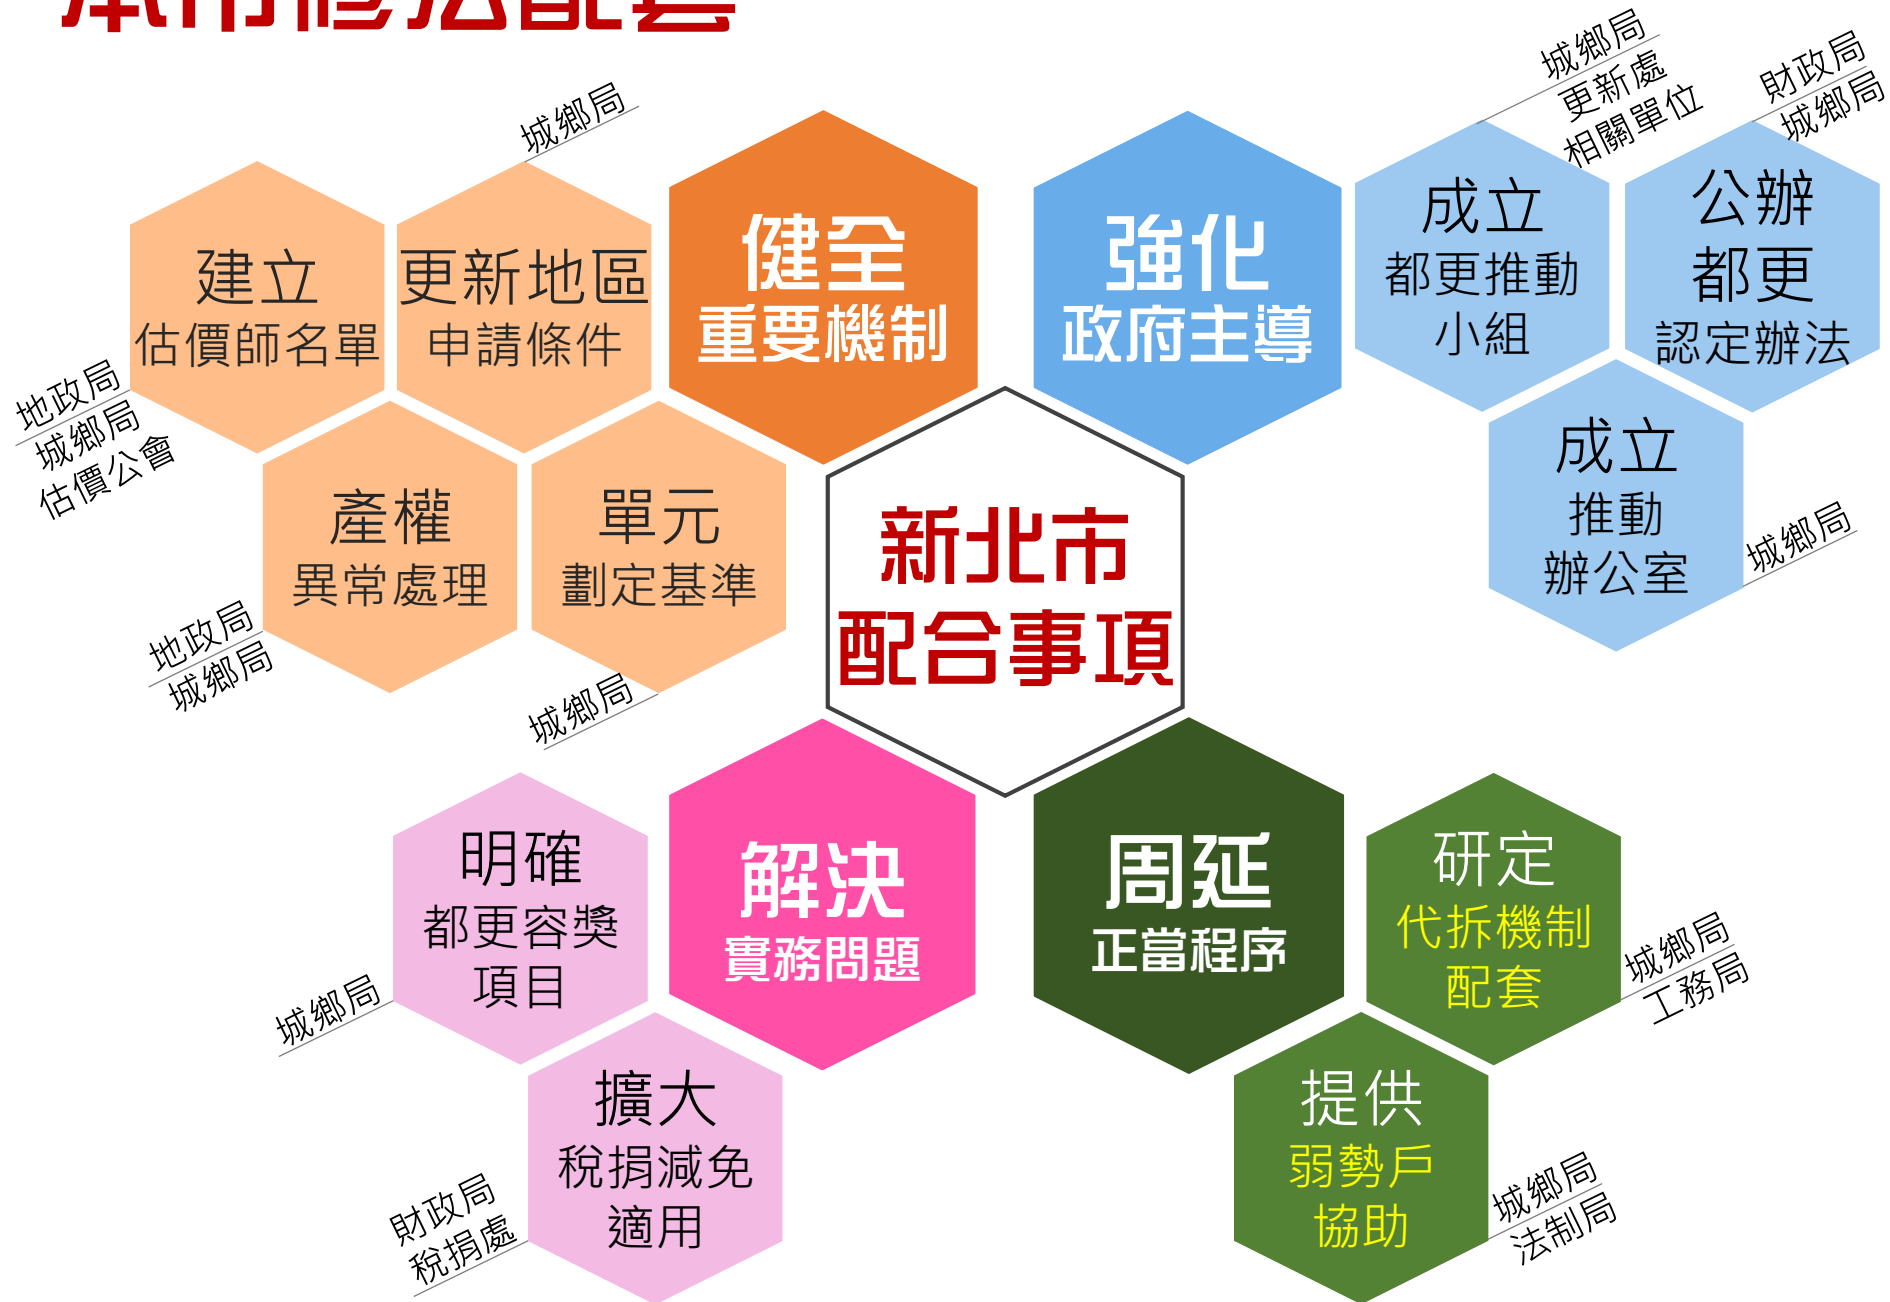 本市修法配套
城鄉局
更新處
相關單位
財政局
城鄉局
城鄉局
建立
估價師名單
更新地區
申請條件
健全
重要機制
強化
政府主導
成立
都更推動
小組
公辦
都更
認定辦法
地政局
城鄉局
估價公會
產權
異常處理
單元
劃定基準
新北市
配合事項
成立
推動
辦公室
城鄉局
地政局
城鄉局
城鄉局
明確
都更容獎
項目
解決
實務問題
周延
正當程序
研定
代拆機制
配套
城鄉局
工務局
城鄉局
擴大
稅捐減免
適用
提供
弱勢戶
協助
財政局
稅捐處
城鄉局
法制局